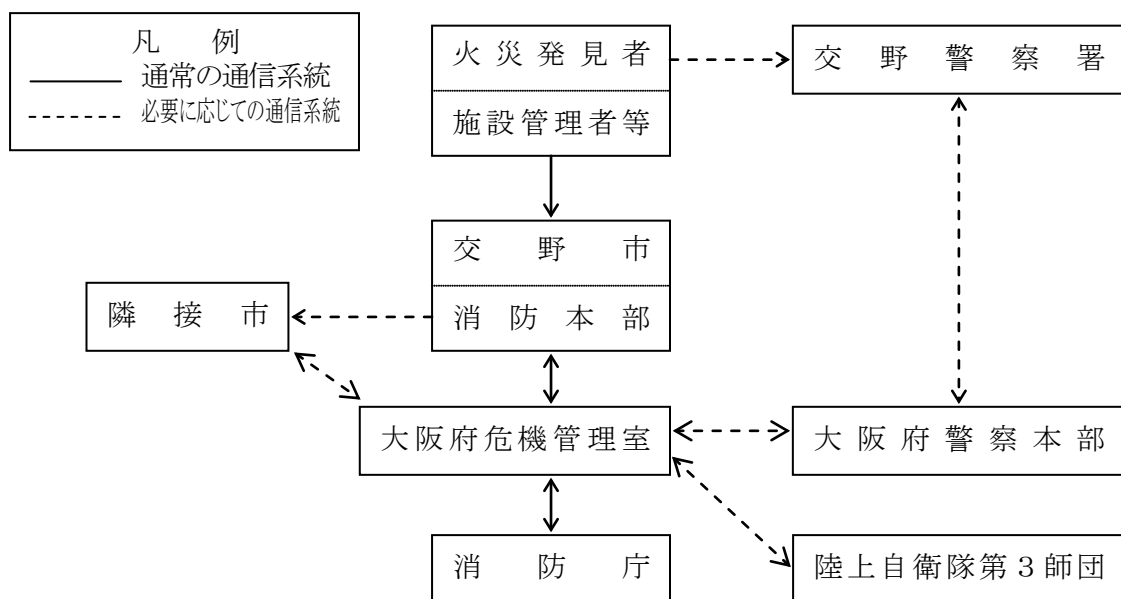 凡例
通常の通信系統
必要に応じての通信系統
火災発見者
施設管理者等
交野警察署
交野市
消防本部
隣接市
大阪府危機管理室
大阪府警察本部
消防庁
陸上自衛隊第３師団